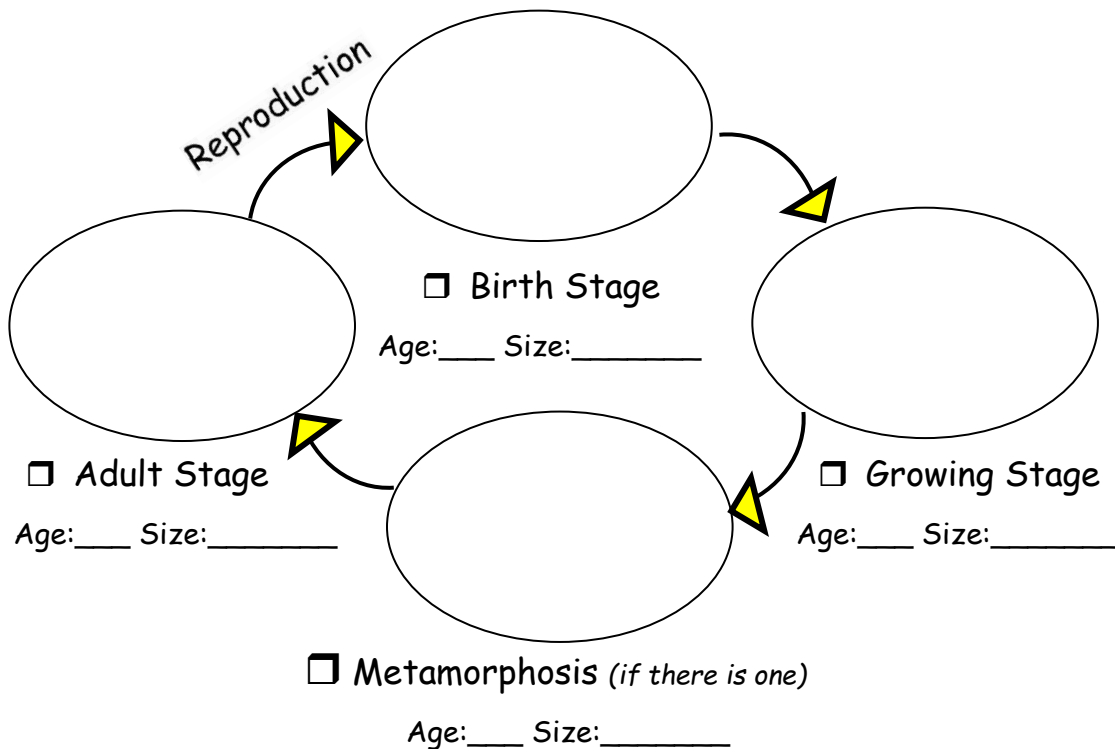 Reproduction
❒ Birth Stage
Age:___ Size:_______
❒ Adult Stage
Age:___ Size:_______
❒ Growing Stage
Age:___ Size:_______
❒ Metamorphosis (if there is one)
Age:___ Size:_______